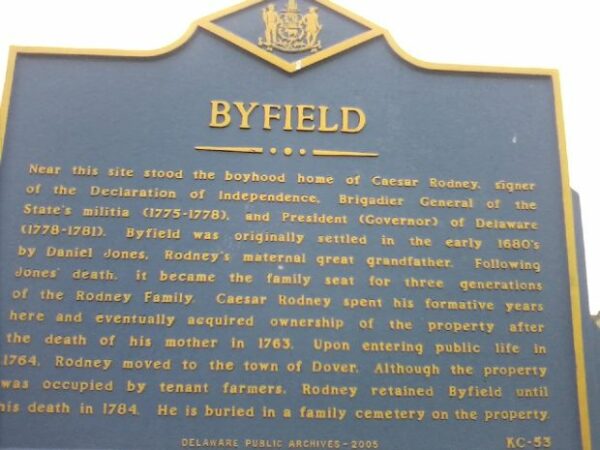 BYFIELD
Near this site stood the boyhood home of Caesar Rodney, signer
of the Declaration of Independence, Brigadier General of the
State's militia (1775-1778), and President (Governor) of Delaware
(1778-1781). Byfield was originally settled in the early 1680's
by Daniel Jones, Rodney's maternal great grandfather. Following
Jones' death, it became the family seat for three generations
of the Rodney Family. Caesar Rodney spent his formative years
here and eventually acquired ownership of the property after
the death of his mother in 1763. Upon entering public life in
1764, Rodney moved to the town of Dover. Although the property
was occupied by tenant farmers, Rodney retained Byfield until
his death in 1784. He is buried in a family cemetery on the property.
DELAWARE PUBLIC ARCHIVES - 2005 KC-53